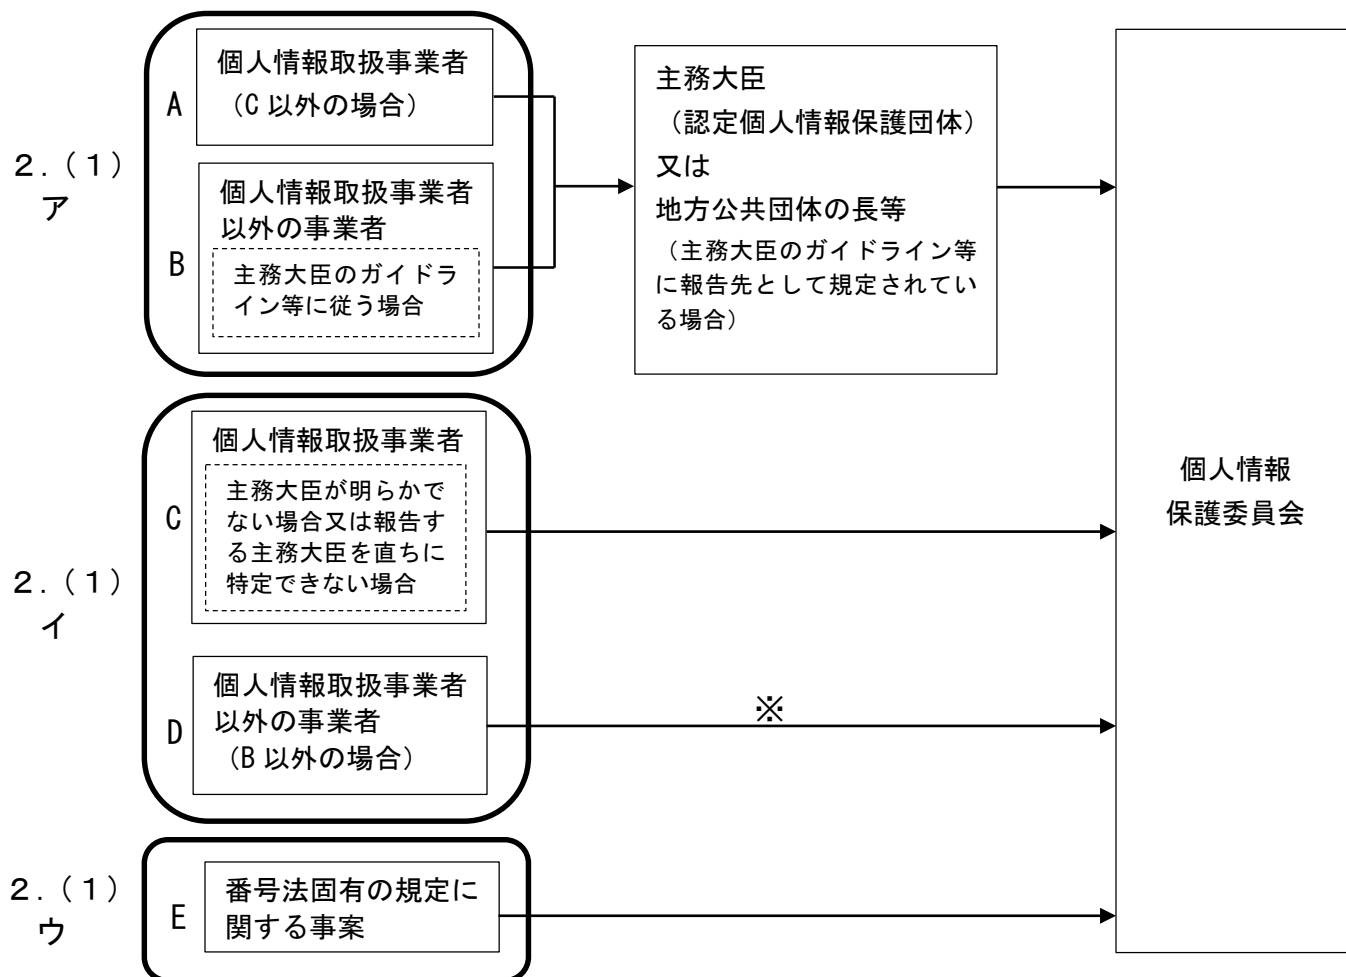 2.(1)
ア
A
個人情報取扱事業者
(C 以外の場合)
B
個人情報取扱事業者
以外の事業者
主務大臣のガイドラ
イン等に従う場合
主務大臣
(認定個人情報保護団体)
又は
地方公共団体の長等
(主務大臣のガイドライン等
に報告先として規定されてい
る場合)
2.(1)
イ
C
個人情報取扱事業者
主務大臣が明らかで
ない場合又は報告す
る主務大臣を直ちに
特定できない場合
D
個人情報取扱事業者
以外の事業者
(B 以外の場合)
※
2.(1)
ウ
E
番号法固有の規定に
関する事案
個人情報
保護委員会